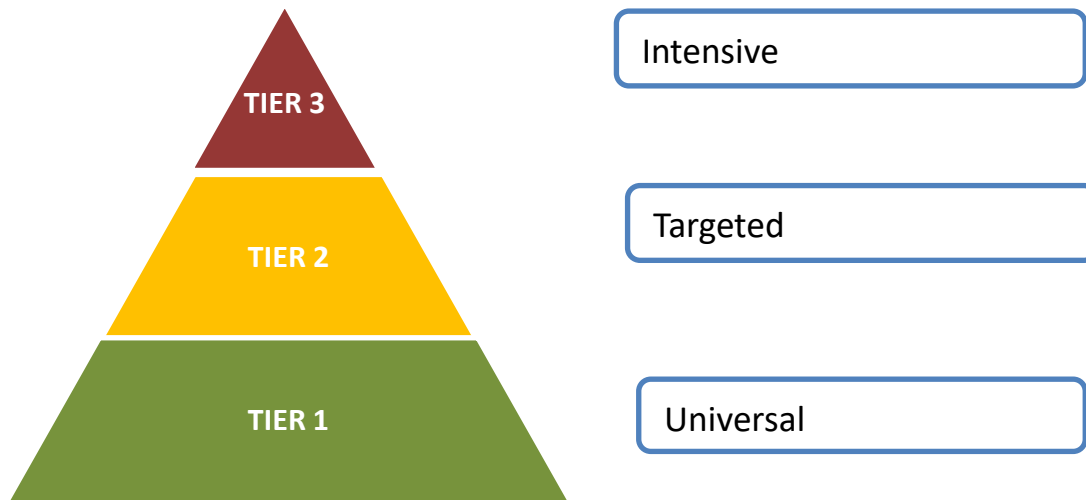 Intensive
TIER 3
Targeted
TIER 2
Universal
TIER 1